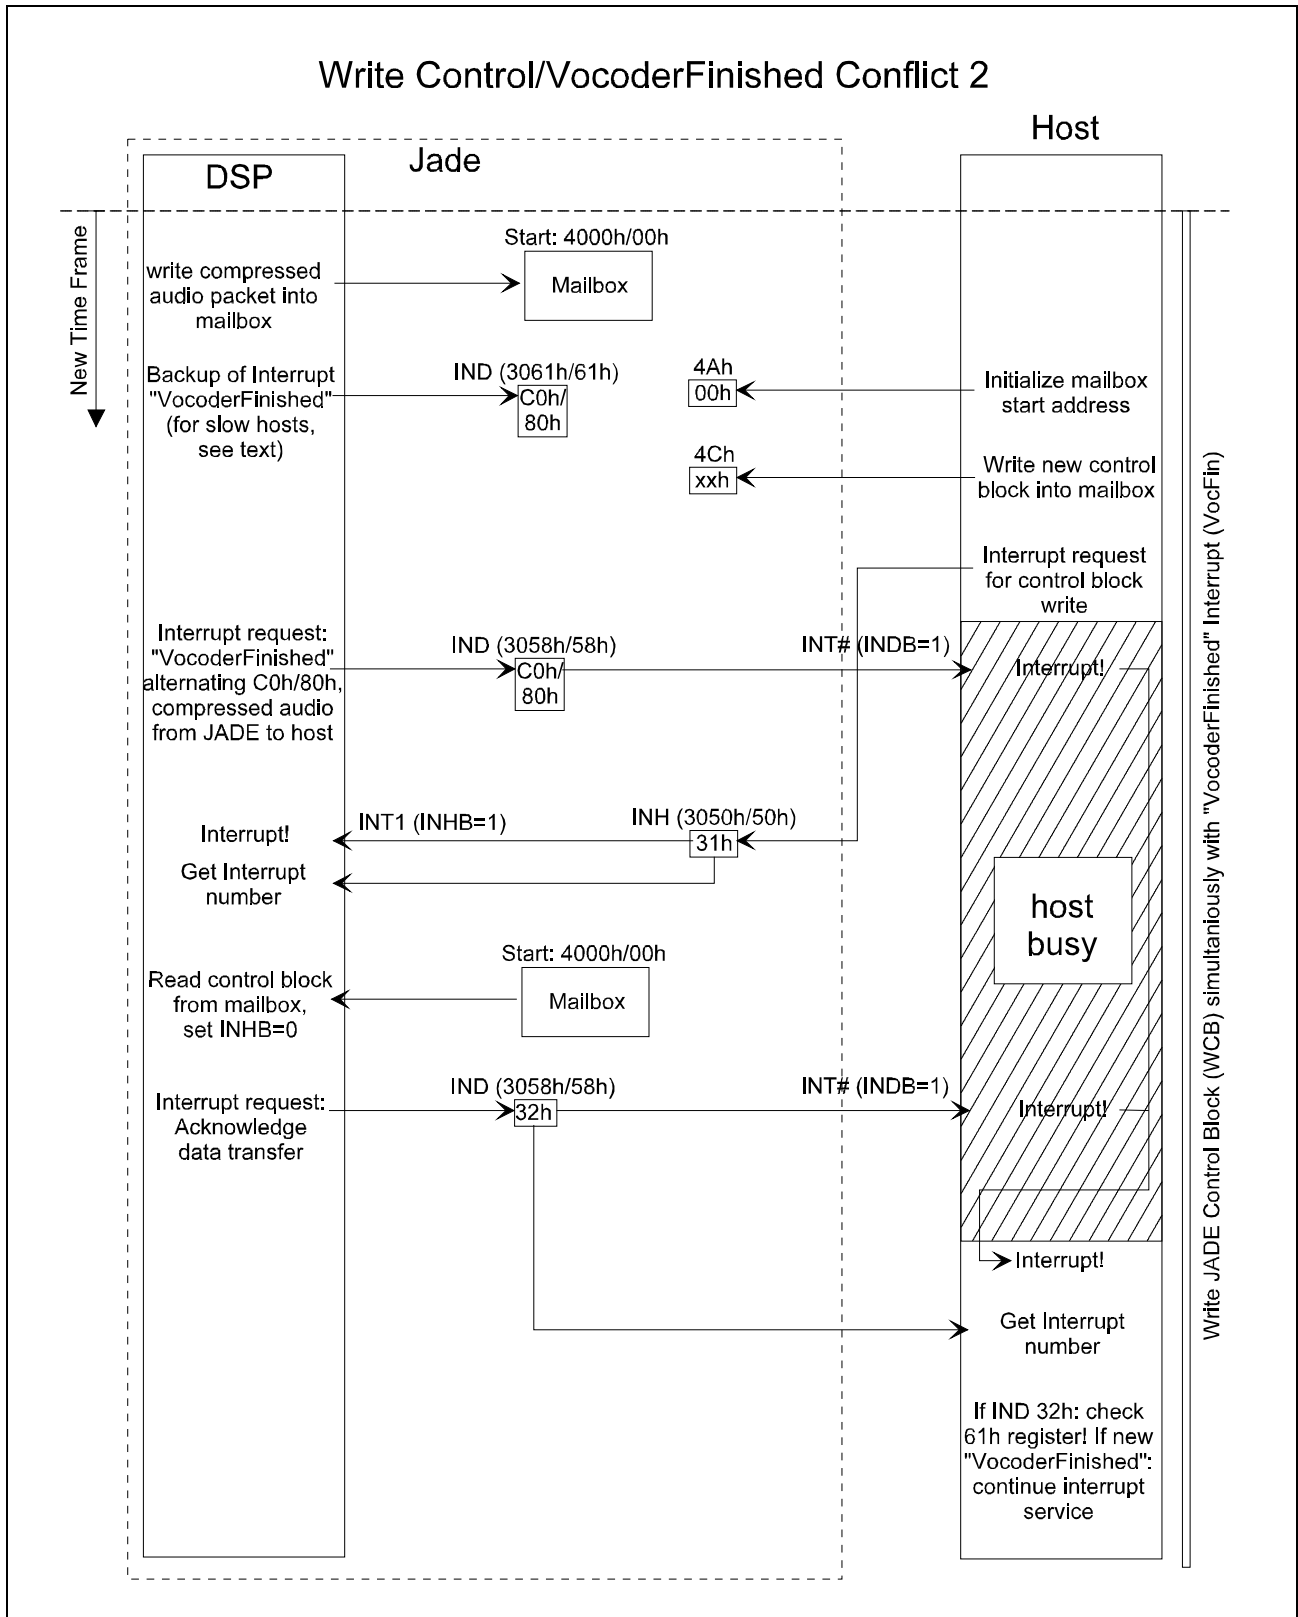 Write Control/VocoderFinished Conflict 2
Host
Jade
DSP
New Time Frame
Start: 4000h/00h
write compressed
audio packet into
mailbox
Mailbox
Backup of Interrupt
"VocoderFinished"
(for slow hosts,
see text)
IND (3061h/61h)
C0h/
80h
4Ah
00h
Initialize mailbox
start address
4Ch
xxh
Write new control
block into mailbox
Interrupt request
for control block
write
Interrupt request:
"VocoderFinished"
alternating C0h/80h,
compressed audio
from JADE to host
IND (3058h/58h)
C0h/
80h
INT# (INDB=1)
Interrupt!
Interrupt!
INT1 (INHB=1)
INH (3050h/50h)
31h
Get Interrupt
number
host
busy
Start: 4000h/00h
Read control block
from mailbox,
set INHB=0
Mailbox
Interrupt request:
Acknowledge
data transfer
IND (3058h/58h)
32h
INT# (INDB=1)
Interrupt!
Interrupt!
Get Interrupt
number
If IND 32h: check
61h register! If new
"VocoderFinished":
continue interrupt
service
Write JADE Control Block (WCB) simultaniously with "VocoderFinished" Interrupt (VocFin)